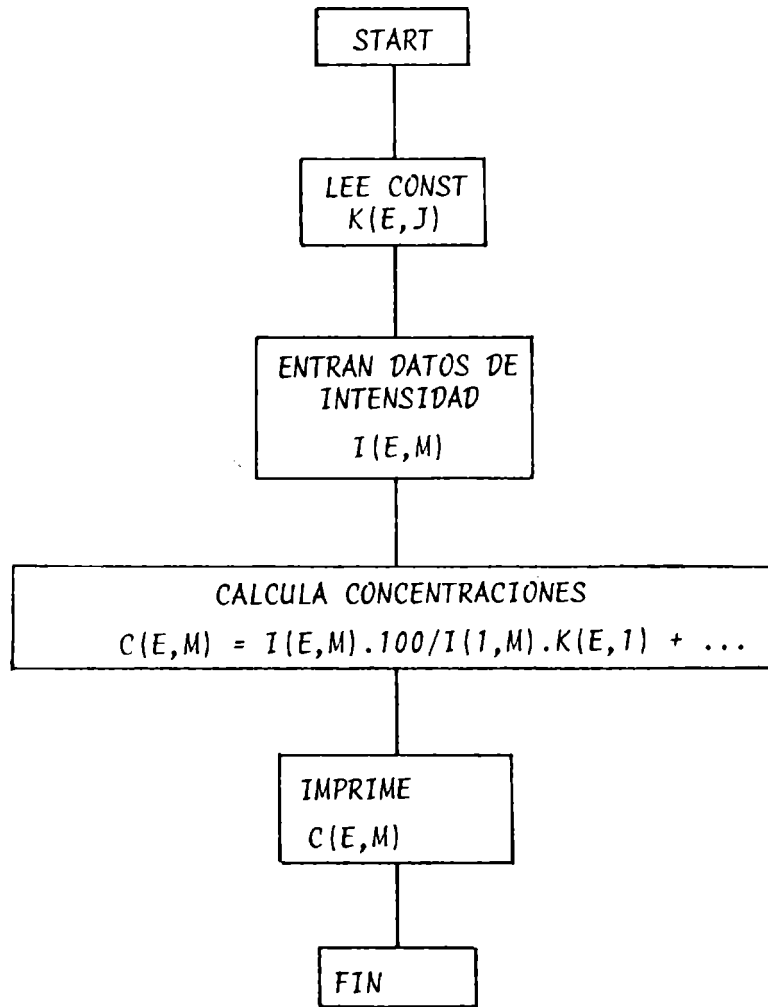 START
LEE CONST
K(E,J)
ENTRAN DATOS DE
INTENSIDAD
I(E,M)
CALCULA CONCENTRACIONES
C(E,M) = I(E,M).100/I(1,M).K(E,1) + ...
IMPRIME
C(E,M)
FIN